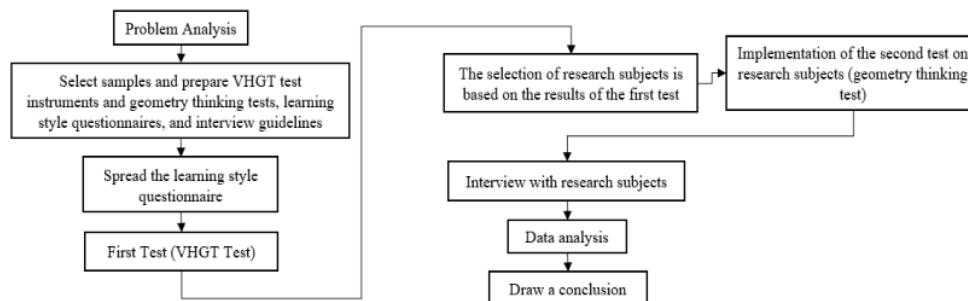 Problem Analysis
Select samples and prepare VHGT test
instruments and geometry thinking tests, learning
style questionnaires, and interview guidelines
Spread the learning style
questionnaire
First Test (VHGT Test)
The selection of research subjects is
based on the results of the first test
Implementation of the second test on
research subjects (geometry thinking
test)
Interview with research subjects
Data analysis
Draw a conclusion